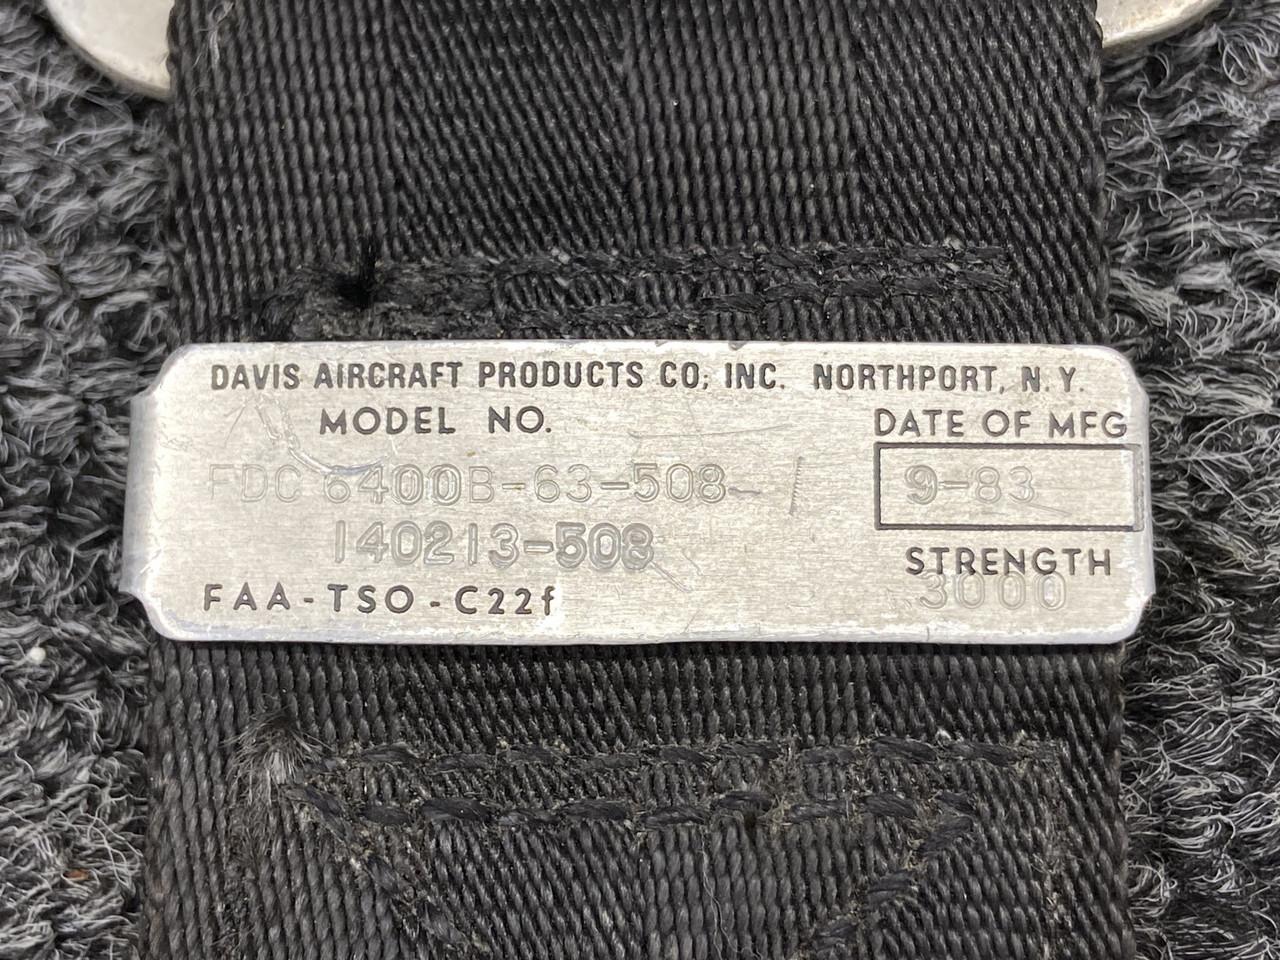 DAVIS AIRCRAFT PRODUCTS CO; INC. NORTHPORT, N.Y.
MODEL NO.
DATE OF MFG
FDC 6400B-63-508
9-83
140213-508
STRENGTH
3000
FAA-TSO-C22f